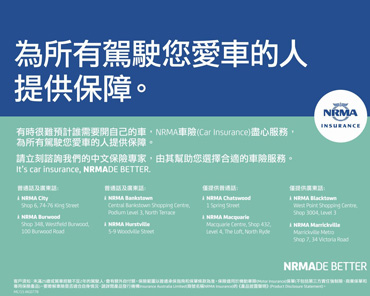 為所有駕駛您愛車的人
提供保障。
NRMA
INSURANCE
有時很難預計誰需要開自己的車，NRMA車險(Car Insurance)盡心服務，
為所有駕駛您愛車的人提供保障。
請立刻諮詢我們的中文保險專家，由其幫助您選擇合適的車險服務。
It's car insurance, NRMADE BETTER.
普通話及廣東話:
NRMA City
Shop 6, 74-76 King Street
NRMA Burwood
Shop 348, Westfield Burwood,
100 Burwood Road
普通話及廣東話:
NRMA Bankstown
Central Bankstown Shopping Centre,
Podium Level 3, North Terrace
NRMA Hurstville
5-9 Woodville Street
僅提供普通話:
NRMA Chatswood
1 Spring Street
NRMA Macquarie
Macquarie Centre, Shop 437,
Level 4, The Loft, North Ryde
僅提供廣東話:
NRMA Blacktown
West Point Shopping Centre,
Shop 3004, Level 3
NRMA Marrickville
Marrickville Metro
Shop 7, 34 Victoria Road
NRMADE BETTER